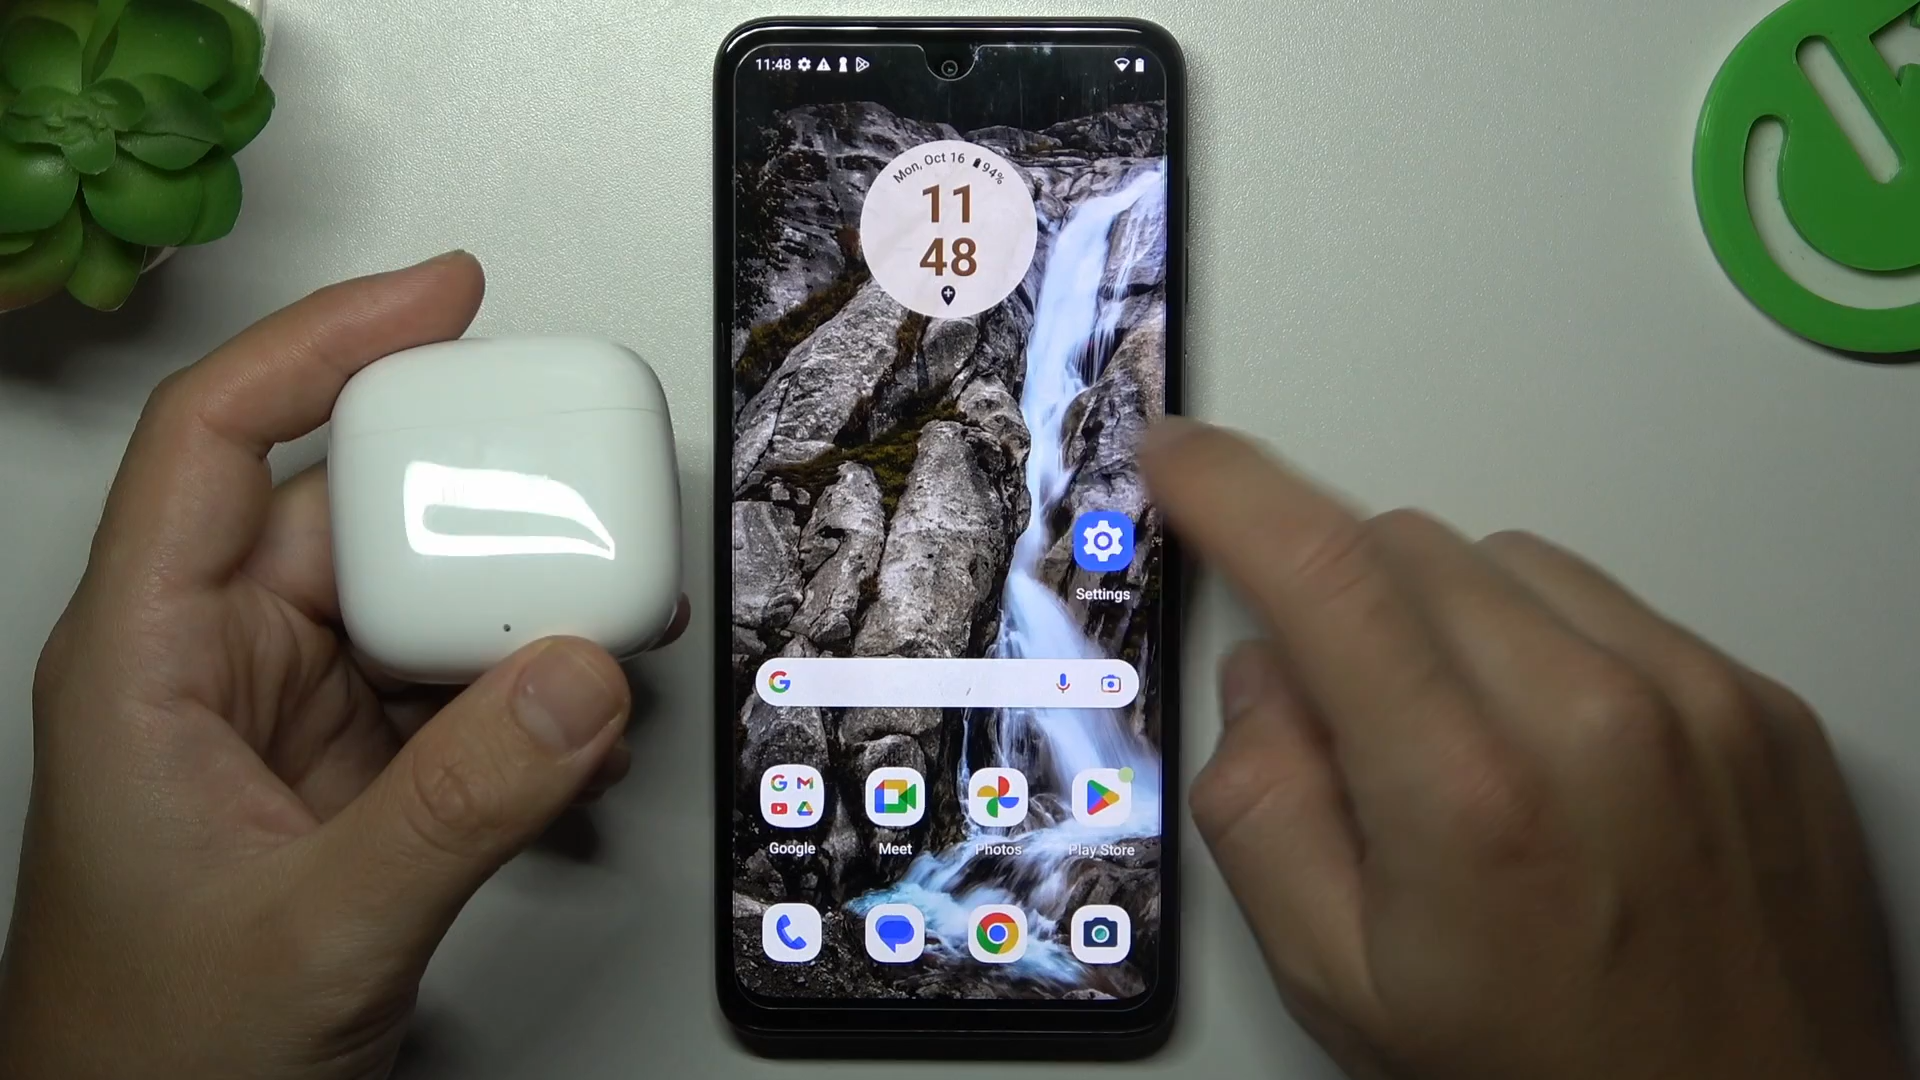 11:48
Mon, Oct 16 94%
11
48
Settings
Google
Meet
Photos
Play Store